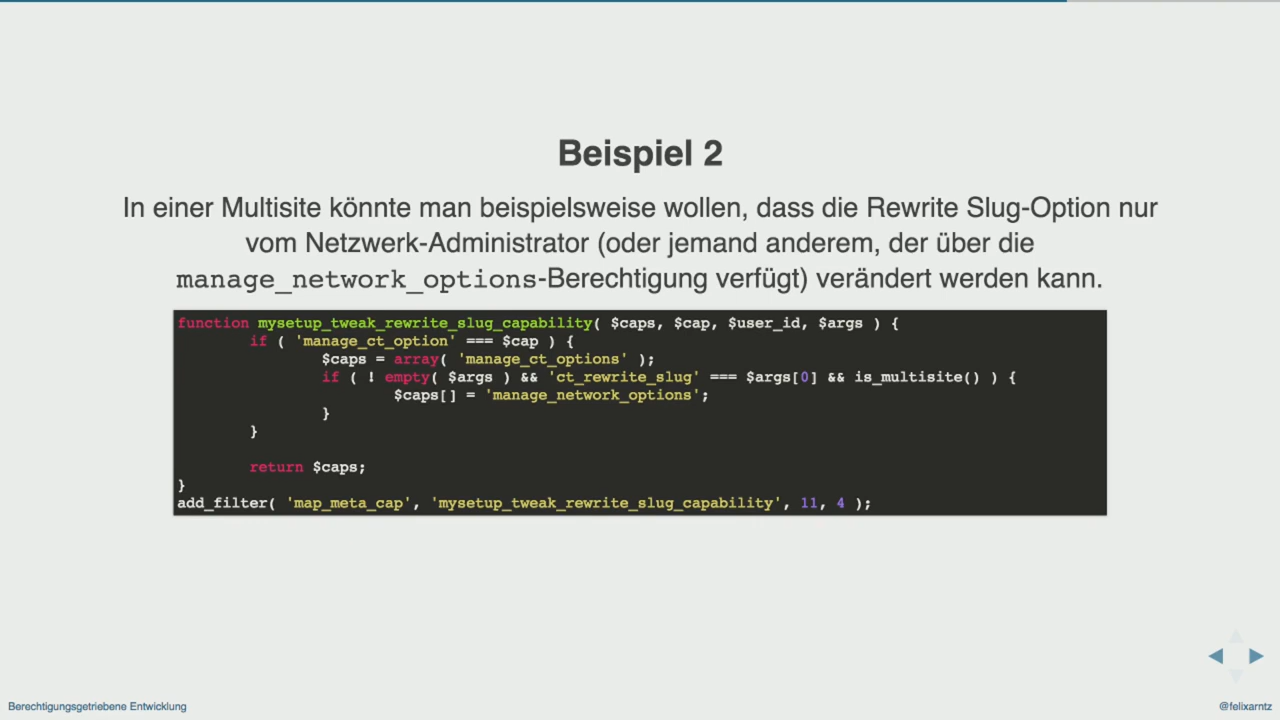 Beispiel 2
In einer Multisite könnte man beispielsweise wollen, dass die Rewrite Slug-Option nur
vom Netzwerk-Administrator (oder jemand anderem, der über die
manage_network_options-Berechtigung verfügt) verändert werden kann.
function mysetup_tweak_rewrite_slug_capability( $caps, $cap, $user_id, $args ) {
        if ( 'manage_ct_option' === $cap ) {
                $caps = array( 'manage_ct_options' );
                if ( ! empty( $args ) && 'ct_rewrite_slug' === $args[0] && is_multisite() ) {
                        $caps[] = 'manage_network_options';
                }
        }
        return $caps;
}
add_filter( 'map_meta_cap', 'mysetup_tweak_rewrite_slug_capability', 11, 4 );
Berechtigungsgetriebene Entwicklung
@felixarntz